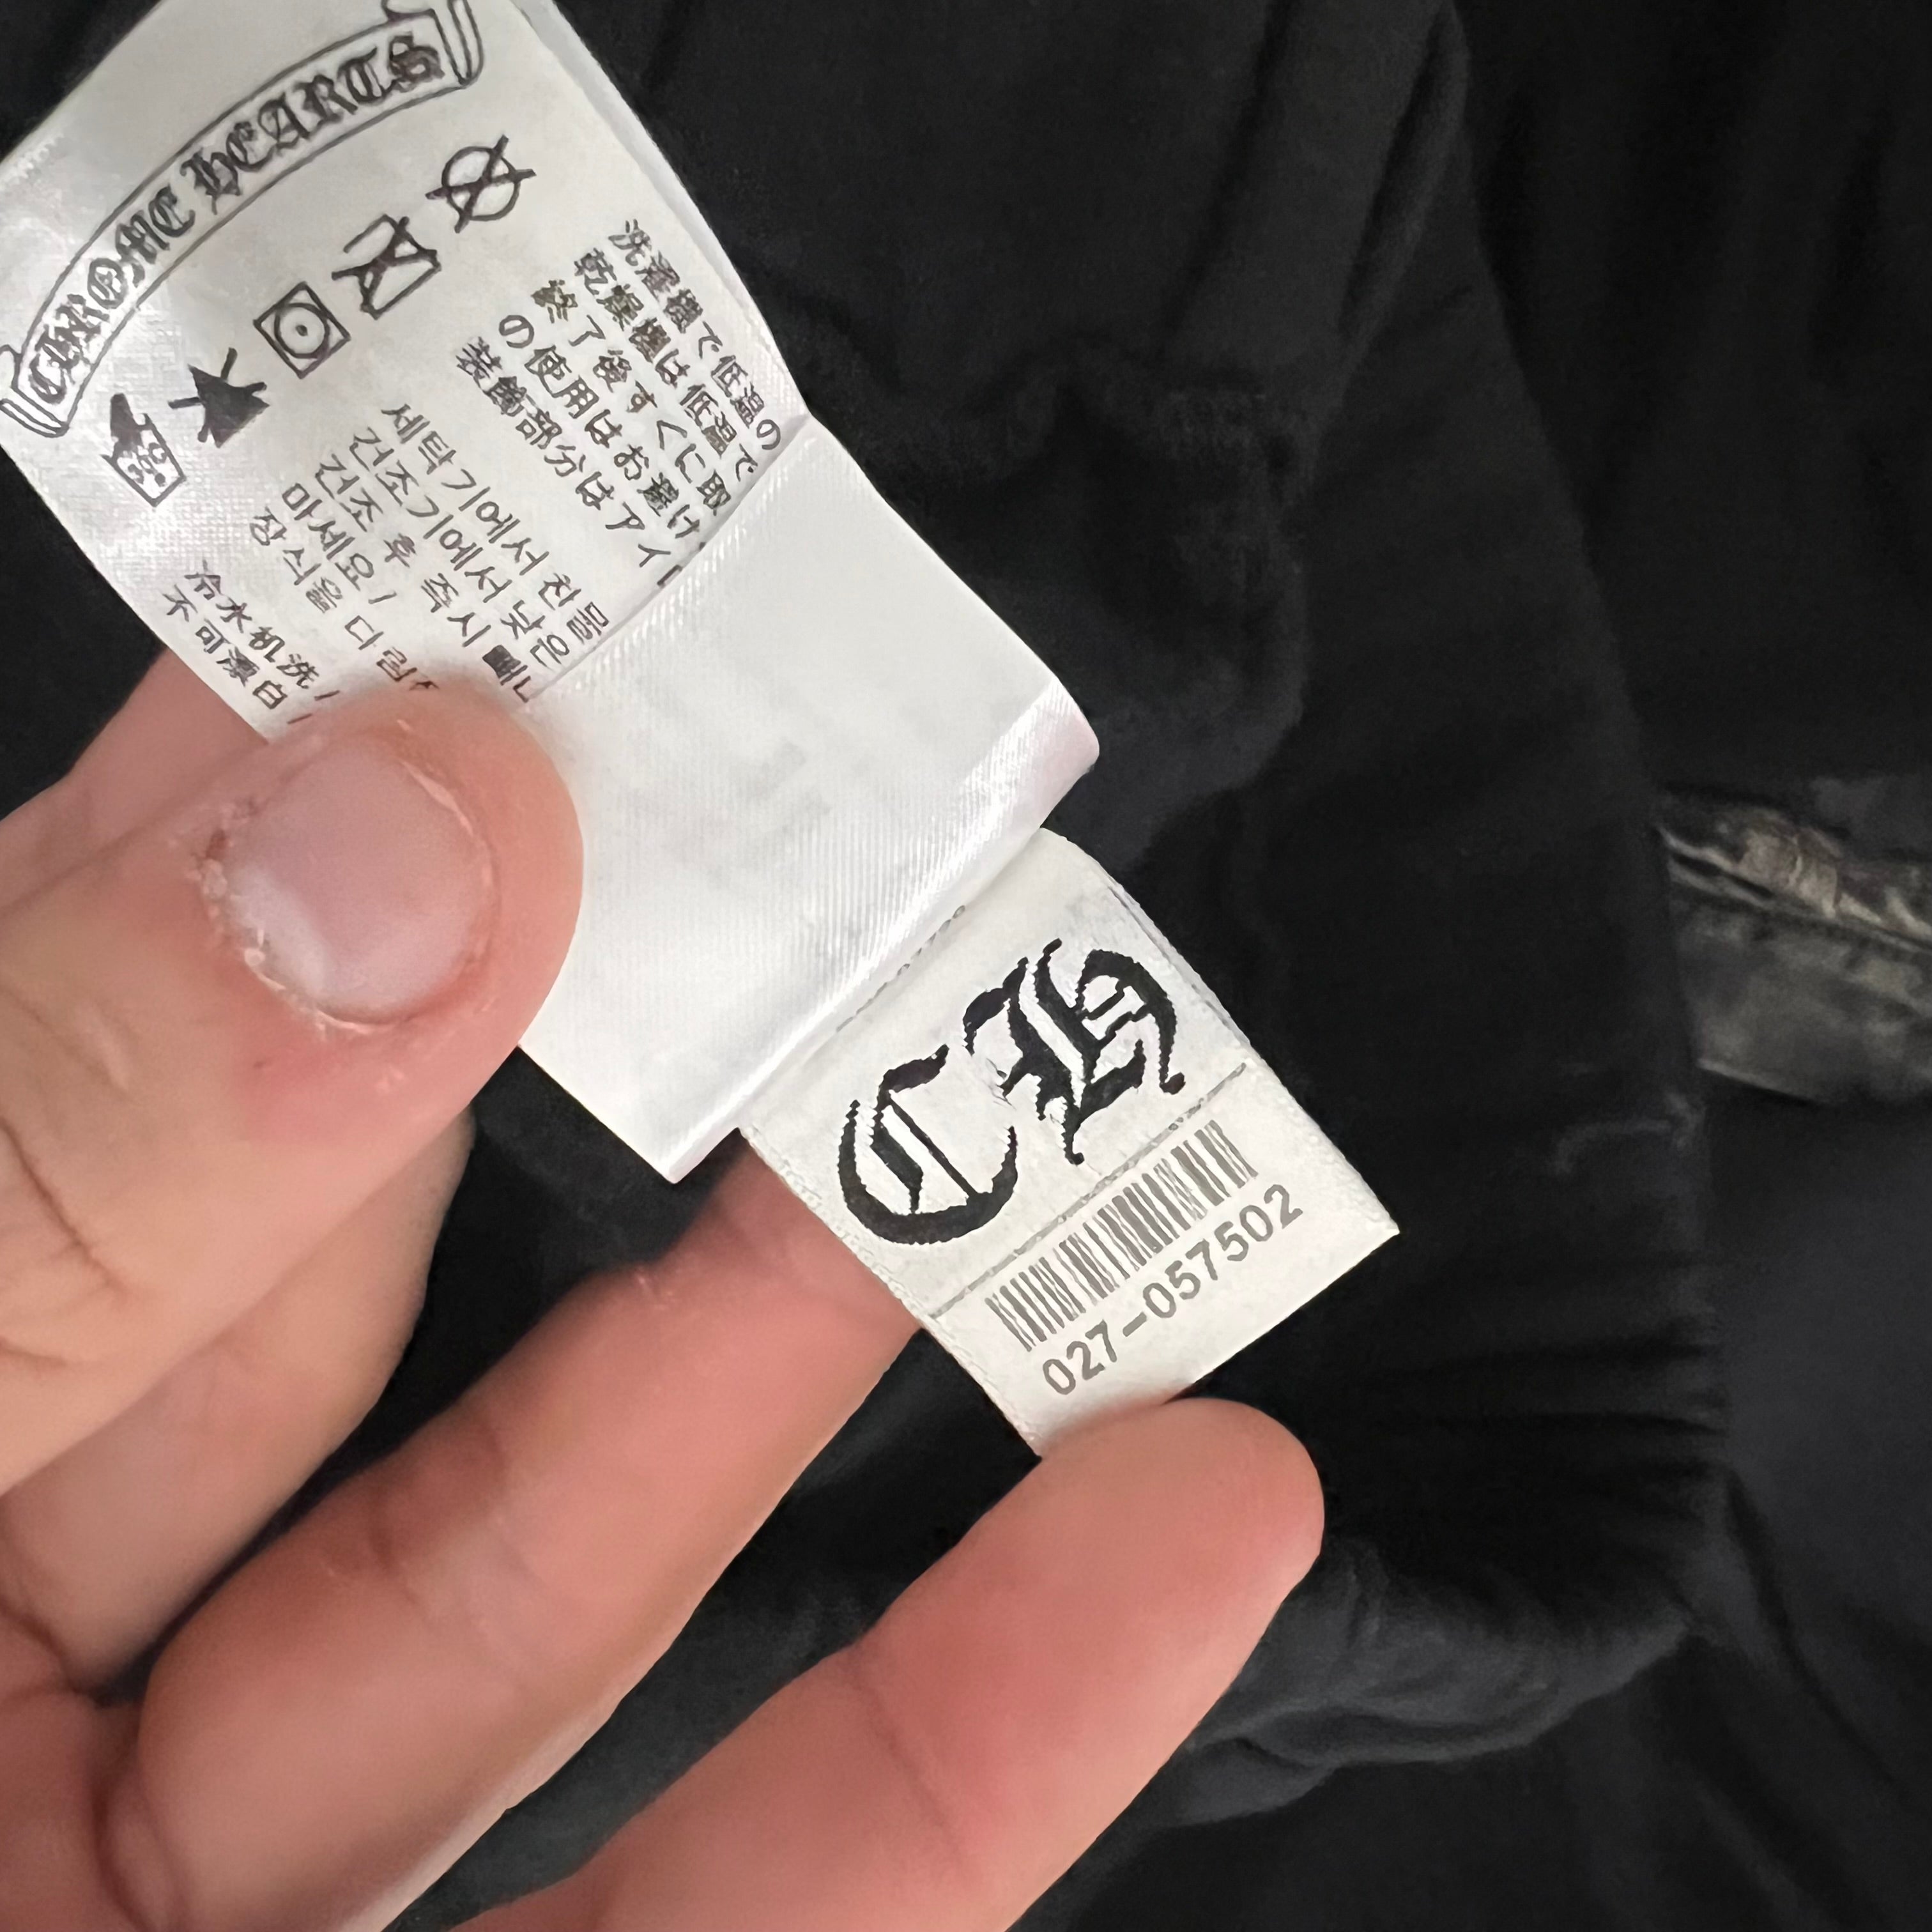 CHROME HEARTS
洗濯機で低温の
乾燥機は低温で
終了後すぐに取
の使用はお避け
装飾部分はアイ
세탁기에서 찬물
건조기에서 낮은
건조 후 즉시
마세요 /
장식을 다림
冷水机洗 /
不可漂白 /
CH
027-057502